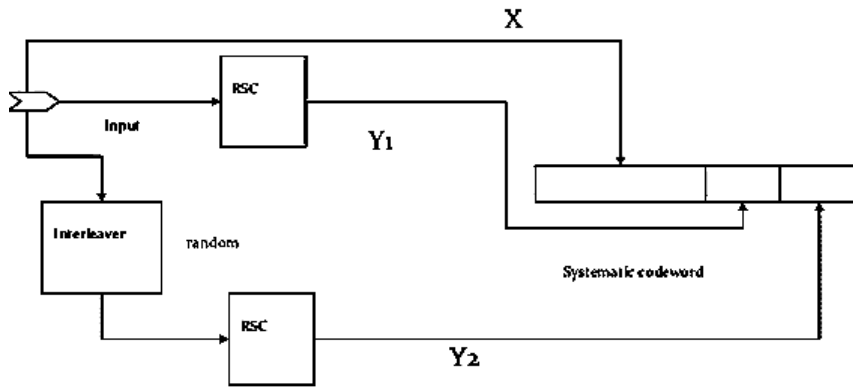 X
RSC
Input
Y1
Interleaver
random
Systematic codeword
RSC
Y2